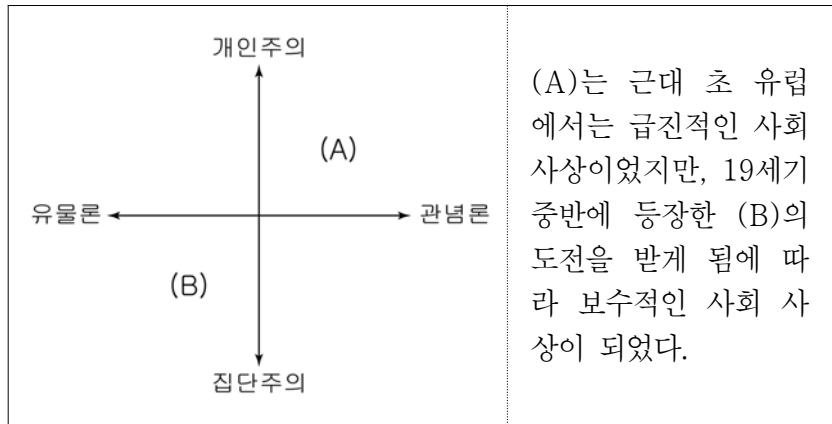 개인주의
(A)
유물론
관념론
(B)
집단주의
(A)는 근대 초 유럽
에서는 급진적인 사회
사상이었지만, 19세기
중반에 등장한 (B)의
도전을 받게 됨에 따
라 보수적인 사회 사
상이 되었다.